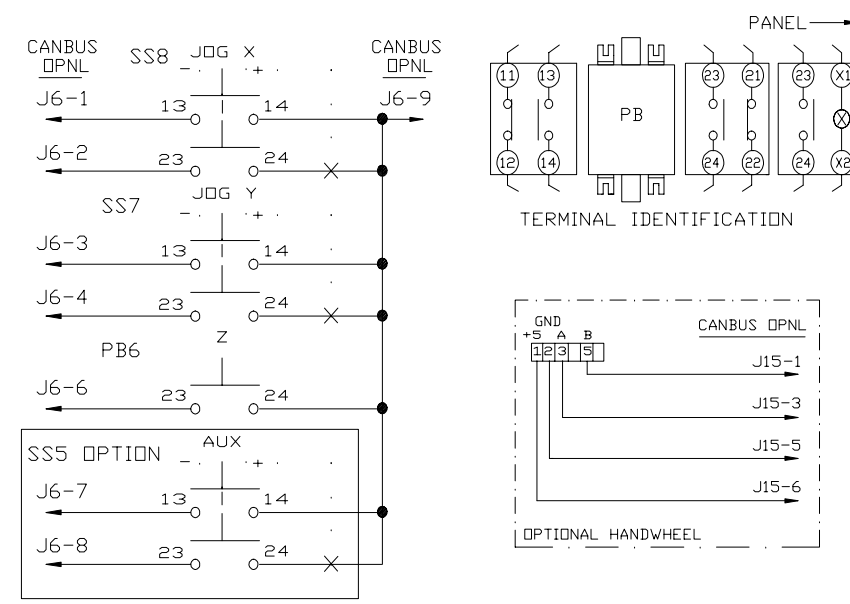 CANBUS
OPNL
SS8 JOG X
- . . + .
J6-1
13 14
J6-2
23 24
CANBUS
OPNL
J6-9
SS7 JOG Y
- . . + .
J6-3
13 14
J6-4
23 24
PB6 Z
J6-6
23 24
SS5 OPTION AUX
- . . + .
J6-7
13 14
J6-8
23 24
PANEL
11 13
12 14
PB
23 21
24 22
23 X1
24 X2
TERMINAL IDENTIFICATION
GND
+5 A B
1 2 3 5
CANBUS OPNL
J15-1
J15-3
J15-5
J15-6
OPTIONAL HANDWHEEL